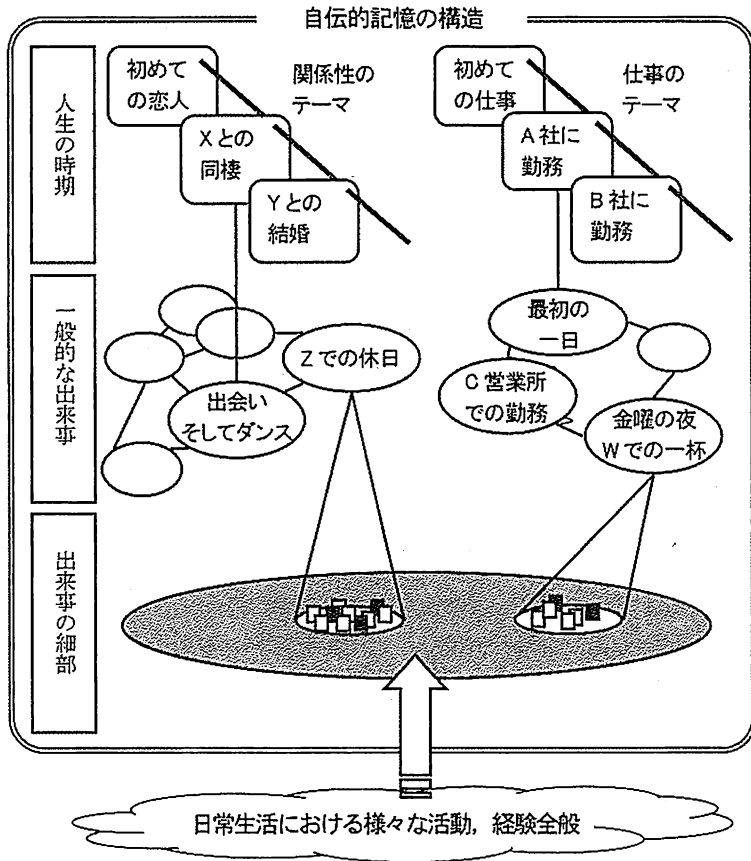 自伝的記憶の構造
人生の時期
初めて
の恋人
関係性の
テーマ
Xとの
同棲
Yとの
結婚
初めて
の仕事
仕事の
テーマ
A社に
勤務
B社に
勤務
一般的な出来事
Zでの休日
出会い
そしてダンス
最初の
一日
C営業所
での勤務
金曜の夜
Wでの一杯
出来事の細部
日常生活における様々な活動，経験全般